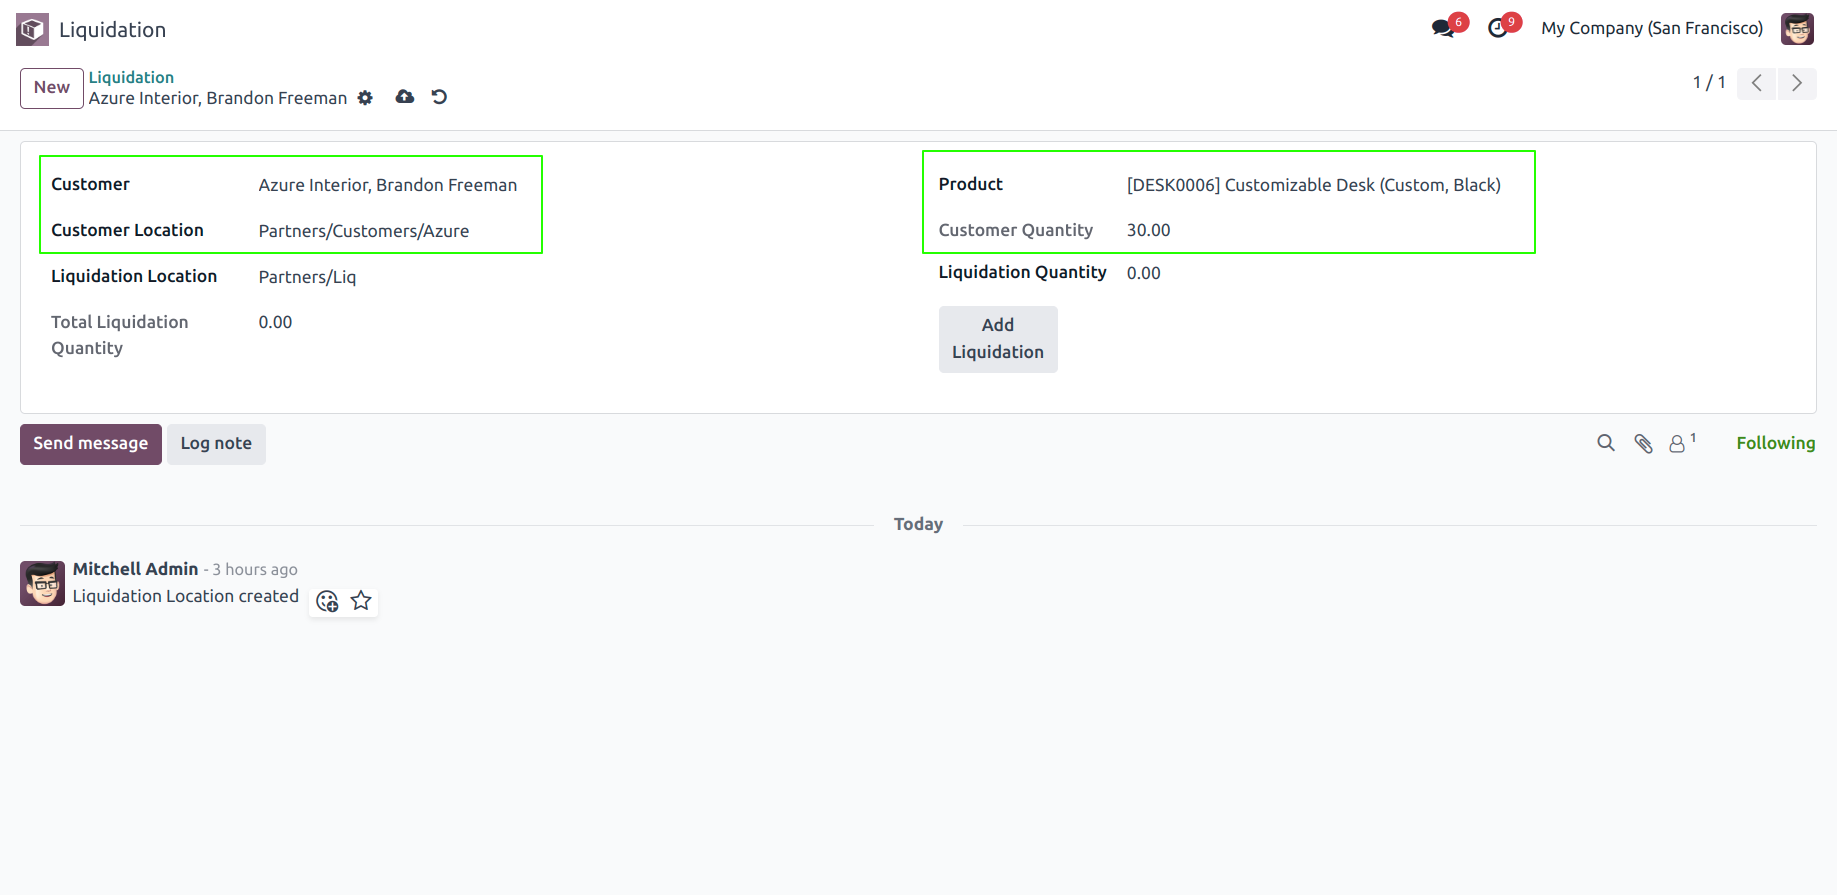 Liquidation
6
9
My Company (San Francisco)
New
Liquidation
Azure Interior, Brandon Freeman
1 / 1
Customer
Azure Interior, Brandon Freeman
Customer Location
Partners/Customers/Azure
Liquidation Location
Partners/Liq
Total Liquidation
Quantity
0.00
Product
[DESK0006] Customizable Desk (Custom, Black)
Customer Quantity
30.00
Liquidation Quantity
0.00
Add
Liquidation
Send message
Log note
1
Following
Today
Mitchell Admin - 3 hours ago
Liquidation Location created